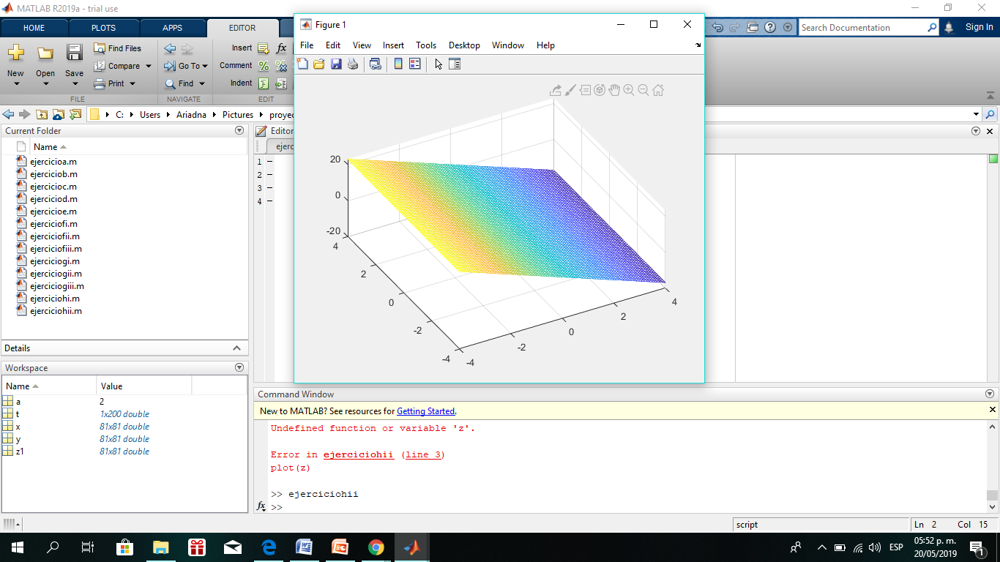 MATLAB R2019a - trial use
HOME PLOTS APPS EDITOR
Search Documentation
Sign In
New Open Save
Find Files
Compare
Print
Go To
Find
Insert fx
Comment % %
Indent
FILE NAVIGATE EDIT
C: Users Ariadna Pictures proyec
Current Folder
Name
ejercicioa.m
ejerciciob.m
ejercicioc.m
ejerciciod.m
ejercicioe.m
ejerciciofi.m
ejerciciofii.m
ejerciciofiii.m
ejerciciogi.m
ejerciciogii.m
ejerciciogiii.m
ejerciciohi.m
ejerciciohii.m
Details
Workspace
Name Value
a 2
t 1x200 double
x 81x81 double
y 81x81 double
z1 81x81 double
Editor
ejerc
1 –
2 –
3 –
4 –
Figure 1
File Edit View Insert Tools Desktop Window Help
20
0
-20
4
2
0
-2
-4
-4
-2
0
2
4
Command Window
New to MATLAB? See resources for Getting Started.
Undefined function or variable 'z'.
Error in ejerciciohii (line 3)
plot(z)
>> ejerciciohii
fx >>
script
Ln 2 Col 15
ESP
05:52 p. m.
20/05/2019
1